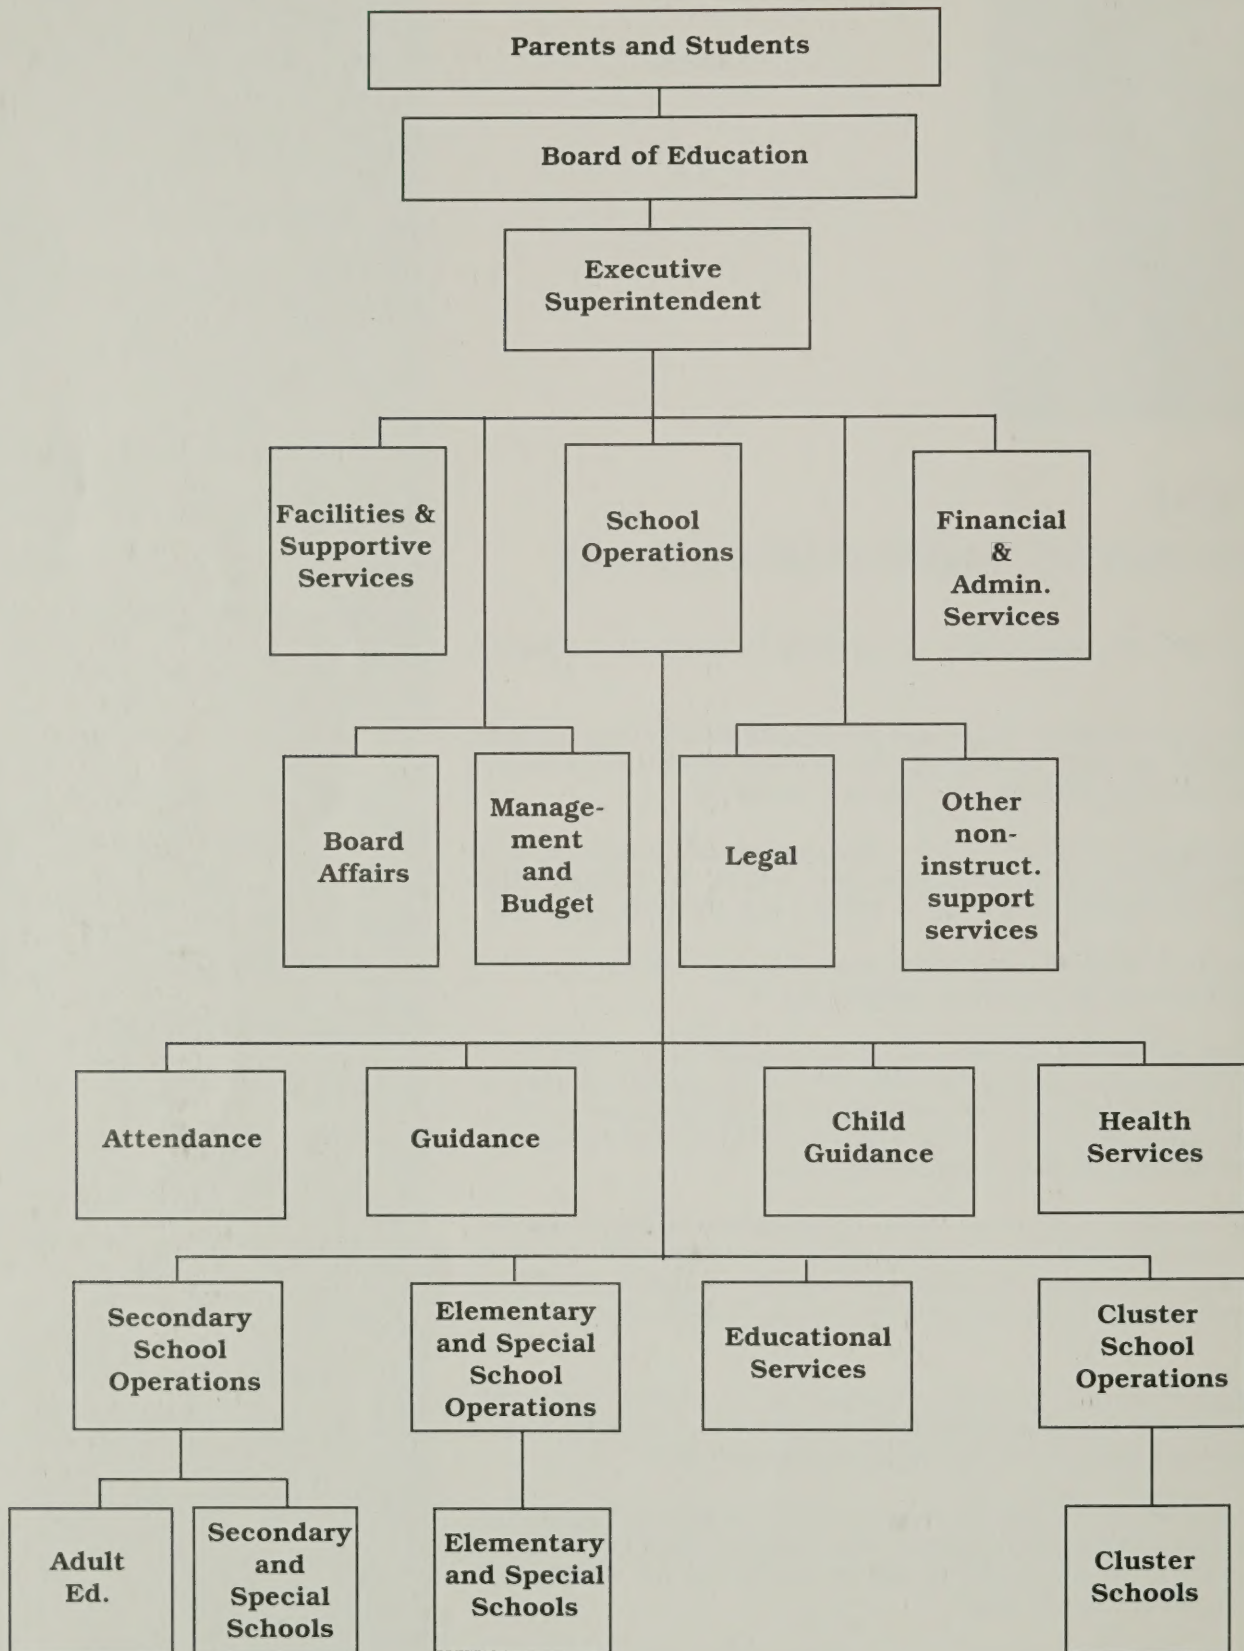 Parents and Students
Board of Education
Executive
Superintendent
Facilities &
Supportive
Services
School
Operations
Financial
&
Admin.
Services
Board
Affairs
Manage-
ment
and
Budget
Legal
Other
non-
instruct.
support
services
Attendance
Guidance
Child
Guidance
Health
Services
Secondary
School
Operations
Elementary
and Special
School
Operations
Educational
Services
Cluster
School
Operations
Adult
Ed.
Secondary
and
Special
Schools
Elementary
and Special
Schools
Cluster
Schools